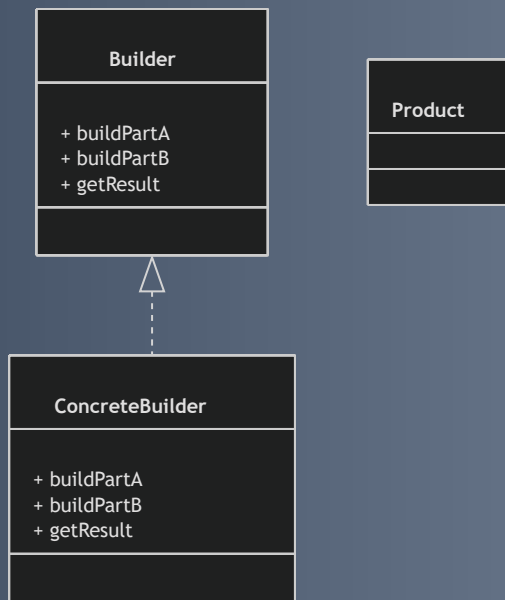 Builder
+ buildPartA
+ buildPartB
+ getResult
Product
ConcreteBuilder
+ buildPartA
+ buildPartB
+ getResult